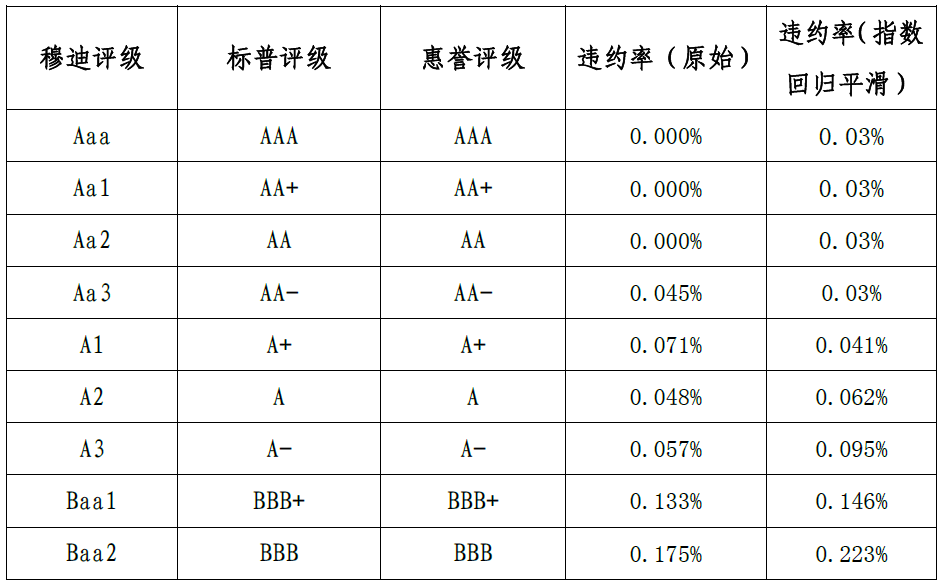 穆迪评级 标普评级 惠誉评级 违约率（原始） 违约率(指数
回归平滑)
Aaa AAA AAA 0.000% 0.03%
Aa1 AA+ AA+ 0.000% 0.03%
Aa2 AA AA 0.000% 0.03%
Aa3 AA- AA- 0.045% 0.03%
A1 A+ A+ 0.071% 0.041%
A2 A A 0.048% 0.062%
A3 A- A- 0.057% 0.095%
Baa1 BBB+ BBB+ 0.133% 0.146%
Baa2 BBB BBB 0.175% 0.223%